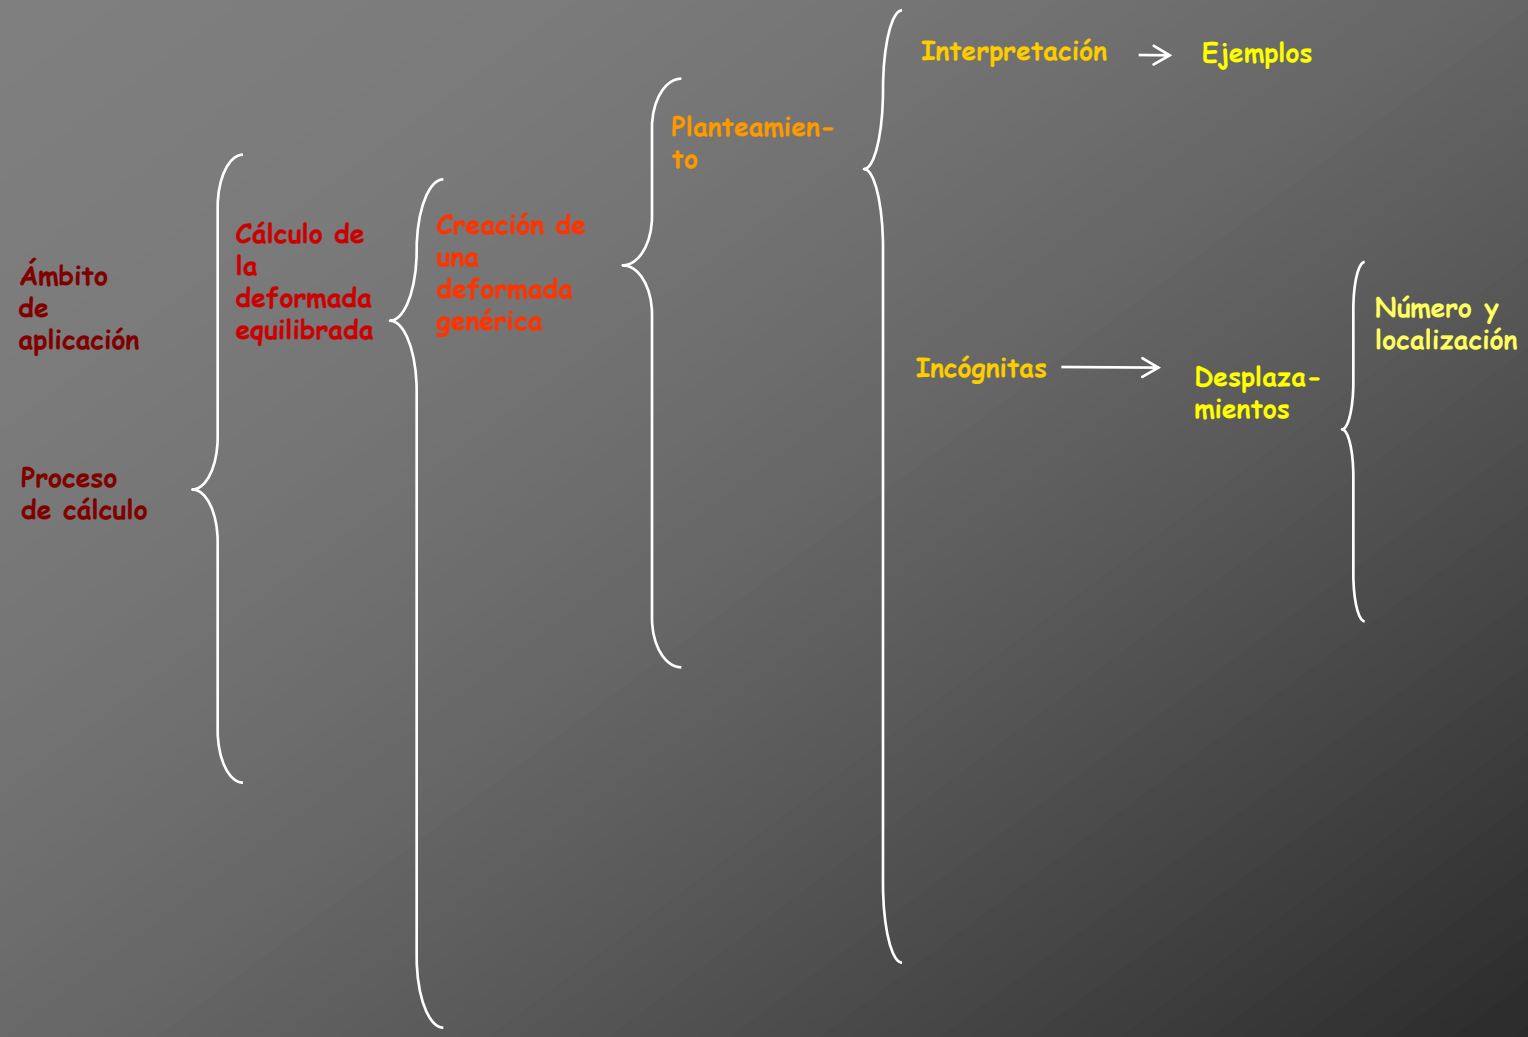 Ámbito
de
aplicación
Proceso
de cálculo
Cálculo de
la
deformada
equilibrada
Creación de
una
deformada
genérica
Planteamien-
to
Interpretación
Ejemplos
Incógnitas
Desplaza-
mientos
Número y
localización